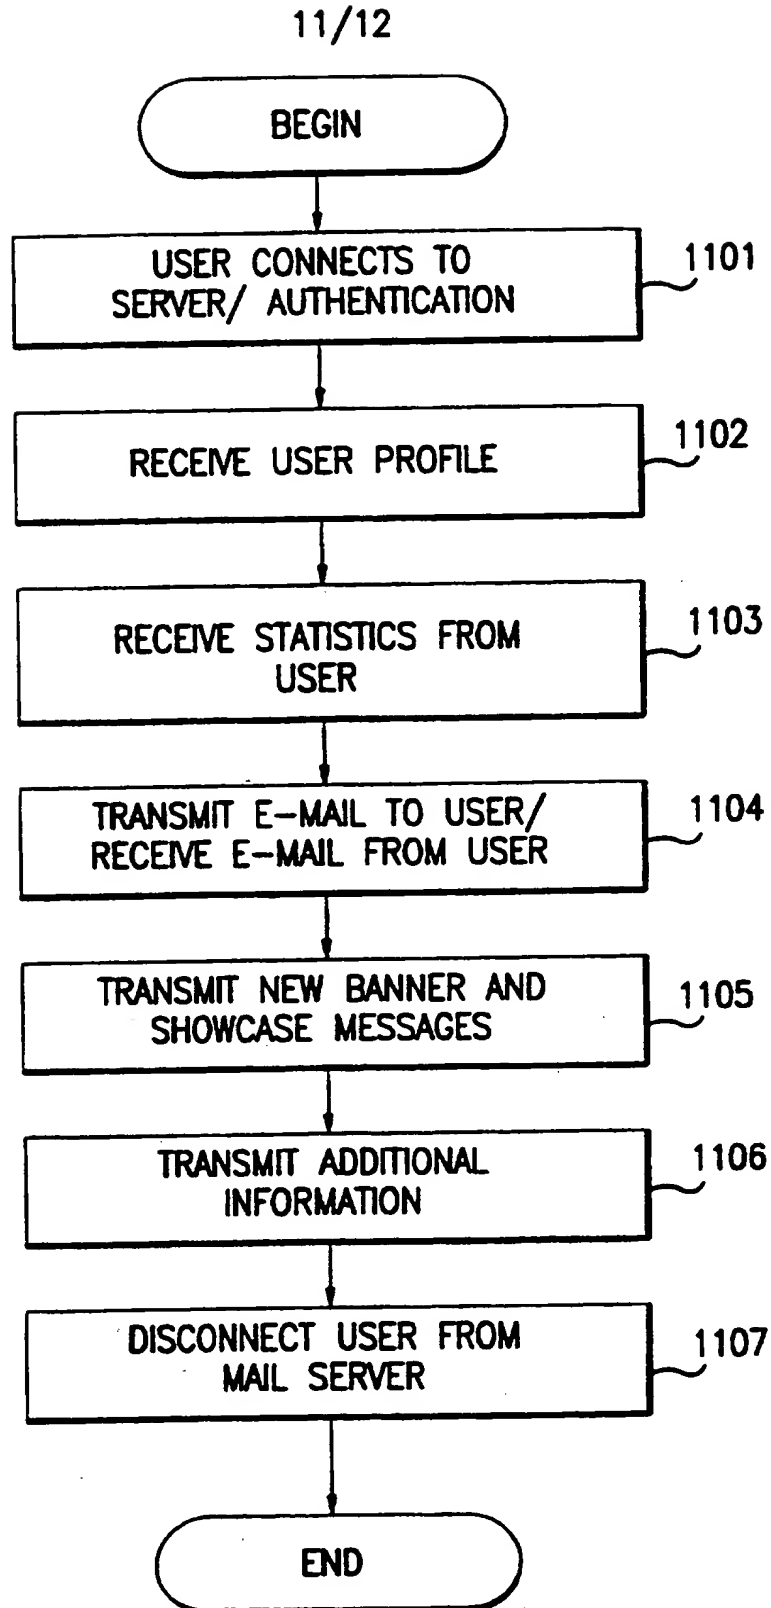 11/12
BEGIN
USER CONNECTS TO
SERVER/ AUTHENTICATION
1101
RECEIVE USER PROFILE
1102
RECEIVE STATISTICS FROM
USER
1103
TRANSMIT E-MAIL TO USER/
RECEIVE E-MAIL FROM USER
1104
TRANSMIT NEW BANNER AND
SHOWCASE MESSAGES
1105
TRANSMIT ADDITIONAL
INFORMATION
1106
DISCONNECT USER FROM
MAIL SERVER
1107
END